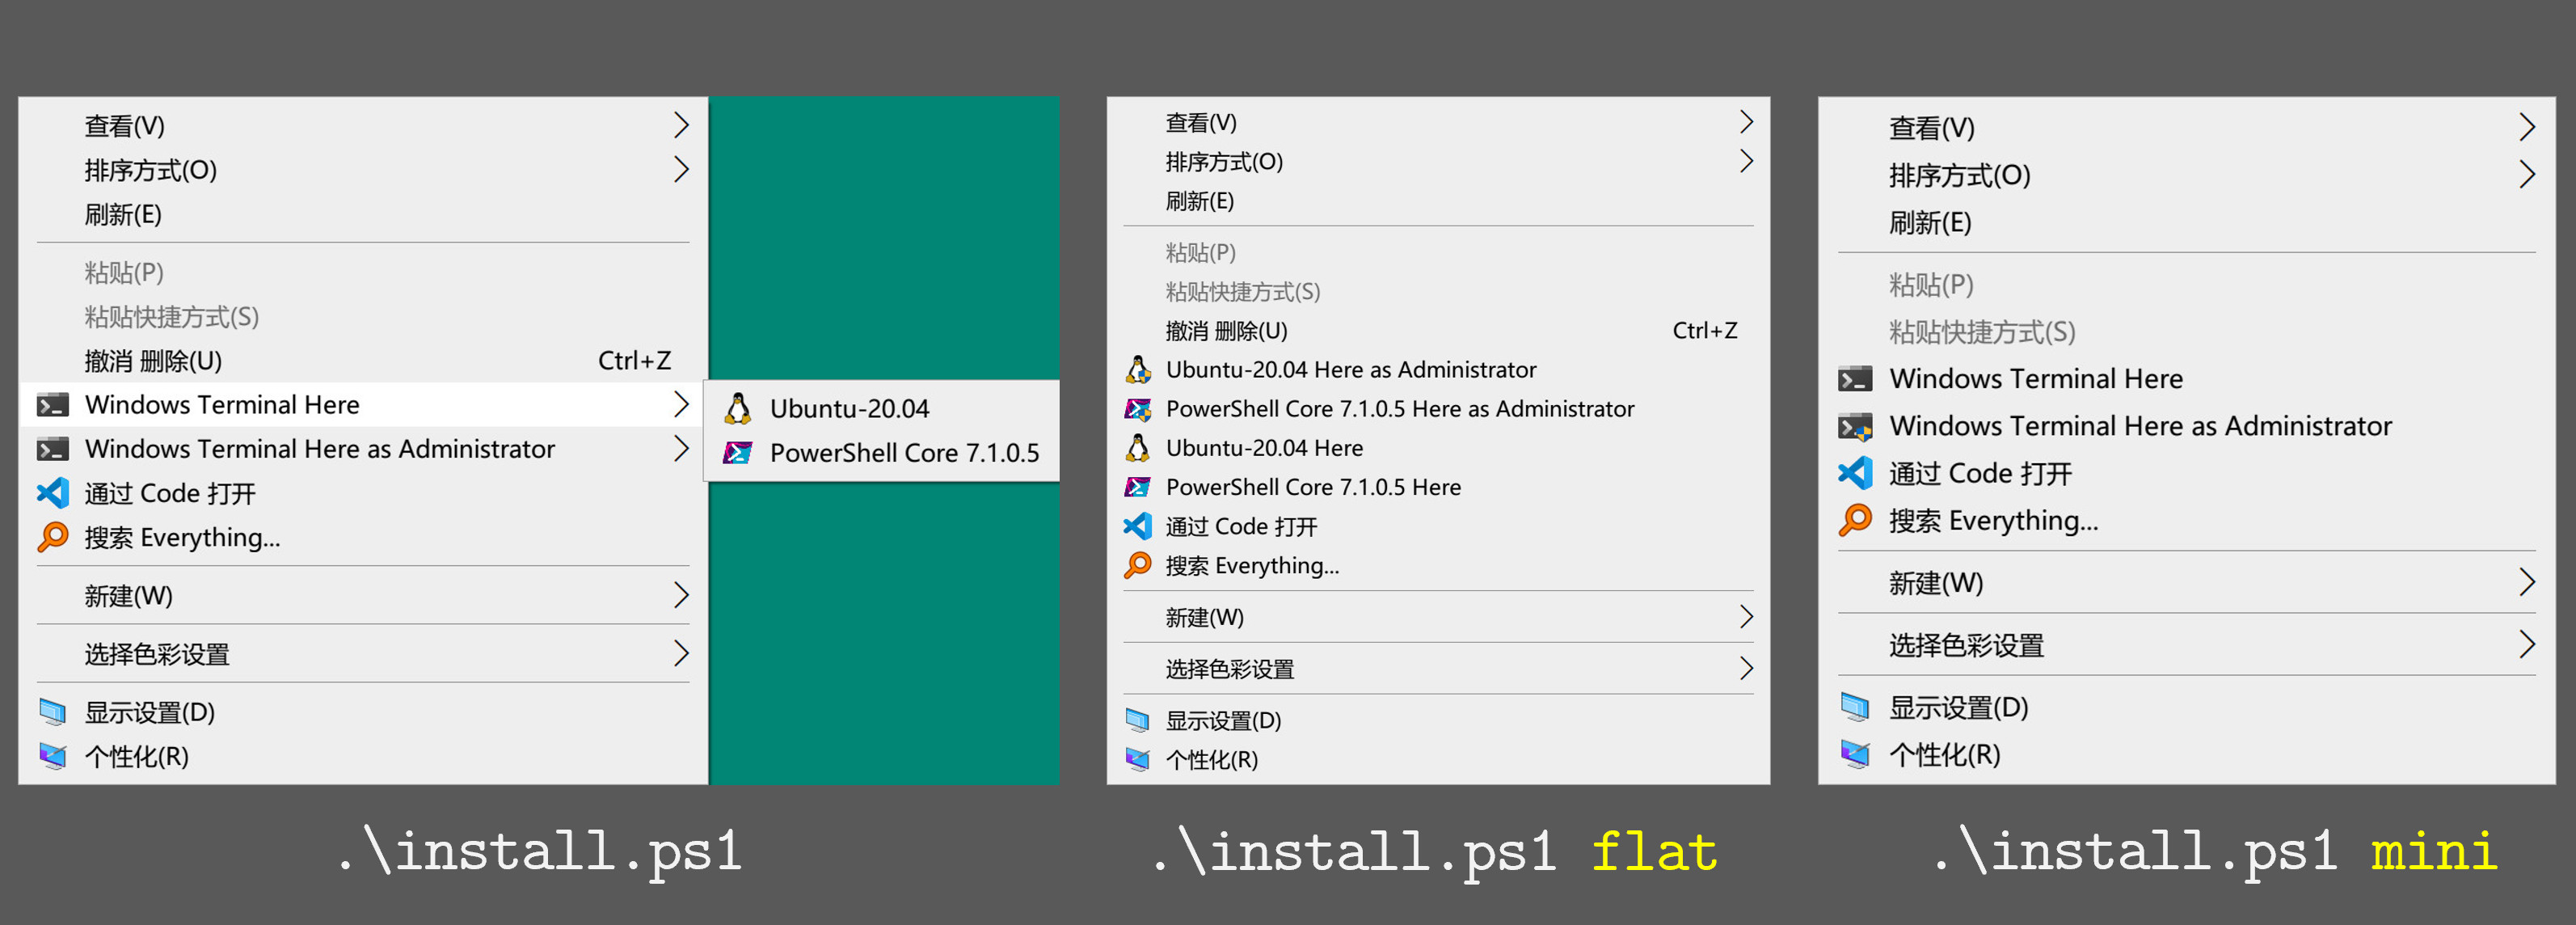 查看(V)
排序方式(O)
刷新(E)
粘贴(P)
粘贴快捷方式(S)
撤消 删除(U) Ctrl+Z
Windows Terminal Here
Windows Terminal Here as Administrator
通过 Code 打开
搜索 Everything...
新建(W)
选择色彩设置
显示设置(D)
个性化(R)
Ubuntu-20.04
PowerShell Core 7.1.0.5
.\install.ps1
查看(V)
排序方式(O)
刷新(E)
粘贴(P)
粘贴快捷方式(S)
撤消 删除(U) Ctrl+Z
Ubuntu-20.04 Here as Administrator
PowerShell Core 7.1.0.5 Here as Administrator
Ubuntu-20.04 Here
PowerShell Core 7.1.0.5 Here
通过 Code 打开
搜索 Everything...
新建(W)
选择色彩设置
显示设置(D)
个性化(R)
.\install.ps1 flat
查看(V)
排序方式(O)
刷新(E)
粘贴(P)
粘贴快捷方式(S)
Windows Terminal Here
Windows Terminal Here as Administrator
通过 Code 打开
搜索 Everything...
新建(W)
选择色彩设置
显示设置(D)
个性化(R)
.\install.ps1 mini